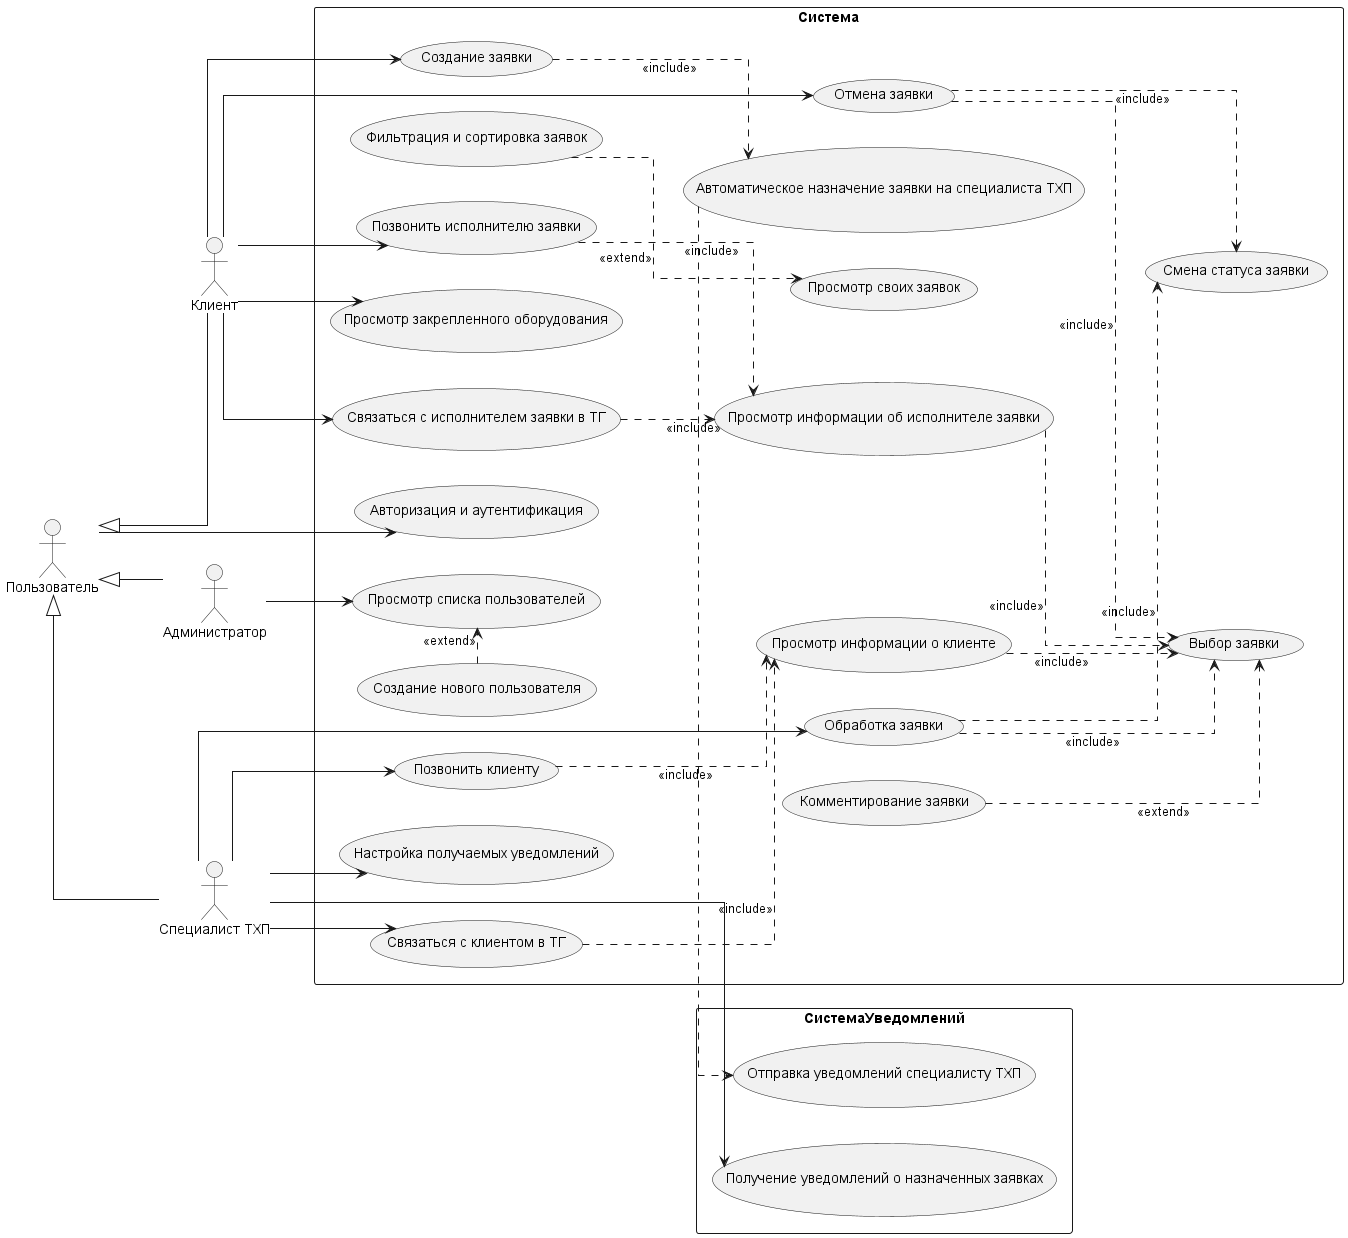 Система
Создание заявки
«include»
Отмена заявки
«include»
Фильтрация и сортировка заявок
Автоматическое назначение заявки на специалиста ТХП
Позвонить исполнителю заявки
«include»
«extend»
Смена статуса заявки
Просмотр своих заявок
Клиент
Просмотр закрепленного оборудования
«include»
Связаться с исполнителем заявки в ТГ
«include»
Просмотр информации об исполнителе заявки
Авторизация и аутентификация
Пользователь
Просмотр списка пользователей
«include»
«include»
Администратор
«extend»
Просмотр информации о клиенте
Выбор заявки
«include»
Создание нового пользователя
Обработка заявки
«include»
Позвонить клиенту
«include»
Комментирование заявки
«extend»
Настройка получаемых уведомлений
«include»
Специалист ТХП
Связаться с клиентом в ТГ
СистемаУведомлений
Отправка уведомлений специалисту ТХП
Получение уведомлений о назначенных заявках